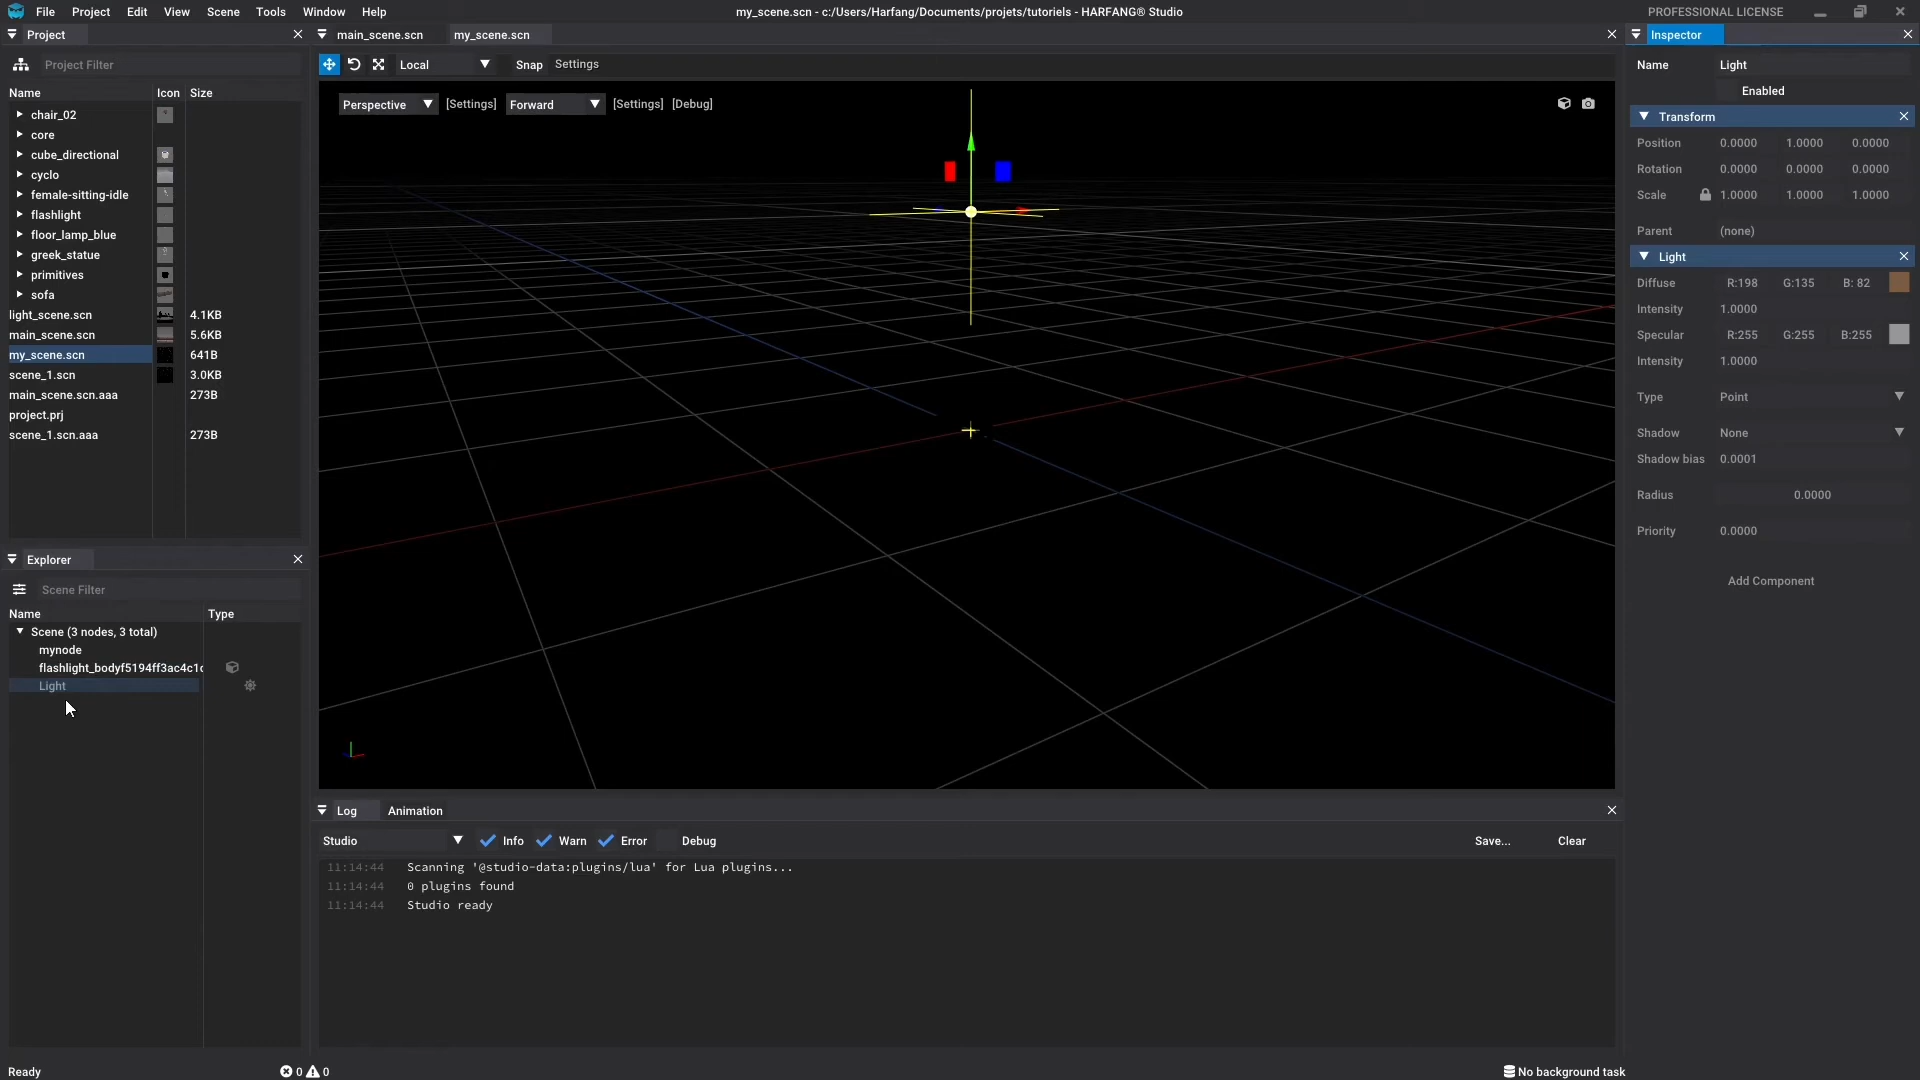 File Project Edit View Scene Tools Window Help
my_scene.scn - c:/Users/Harfang/Documents/projets/tutoriels - HARFANG® Studio
PROFESSIONAL LICENSE
Project
Project Filter
Name Icon Size
chair_02
core
cube_directional
cyclo
female-sitting-idle
flashlight
floor_lamp_blue
greek_statue
primitives
sofa
light_scene.scn 4.1KB
main_scene.scn 5.6KB
my_scene.scn 641B
scene_1.scn 3.0KB
main_scene.scn.aaa 273B
project.prj
scene_1.scn.aaa 273B
Explorer
Scene Filter
Name Type
Scene (3 nodes, 3 total)
mynode
flashlight_bodyf5194ff3ac4c1c
Light
main_scene.scn my_scene.scn
Local Snap Settings
Perspective [Settings] Forward [Settings] [Debug]
Log Animation
Studio Info Warn Error Debug Save... Clear
11:14:44 Scanning '@studio-data:plugins/lua' for Lua plugins...
11:14:44 0 plugins found
11:14:44 Studio ready
Inspector
Name Light
Enabled
Transform
Position 0.0000 1.0000 0.0000
Rotation 0.0000 0.0000 0.0000
Scale 1.0000 1.0000 1.0000
Parent (none)
Light
Diffuse R:198 G:135 B: 82
Intensity 1.0000
Specular R:255 G:255 B:255
Intensity 1.0000
Type Point
Shadow None
Shadow bias 0.0001
Radius 0.0000
Priority 0.0000
Add Component
Ready 0 0 No background task